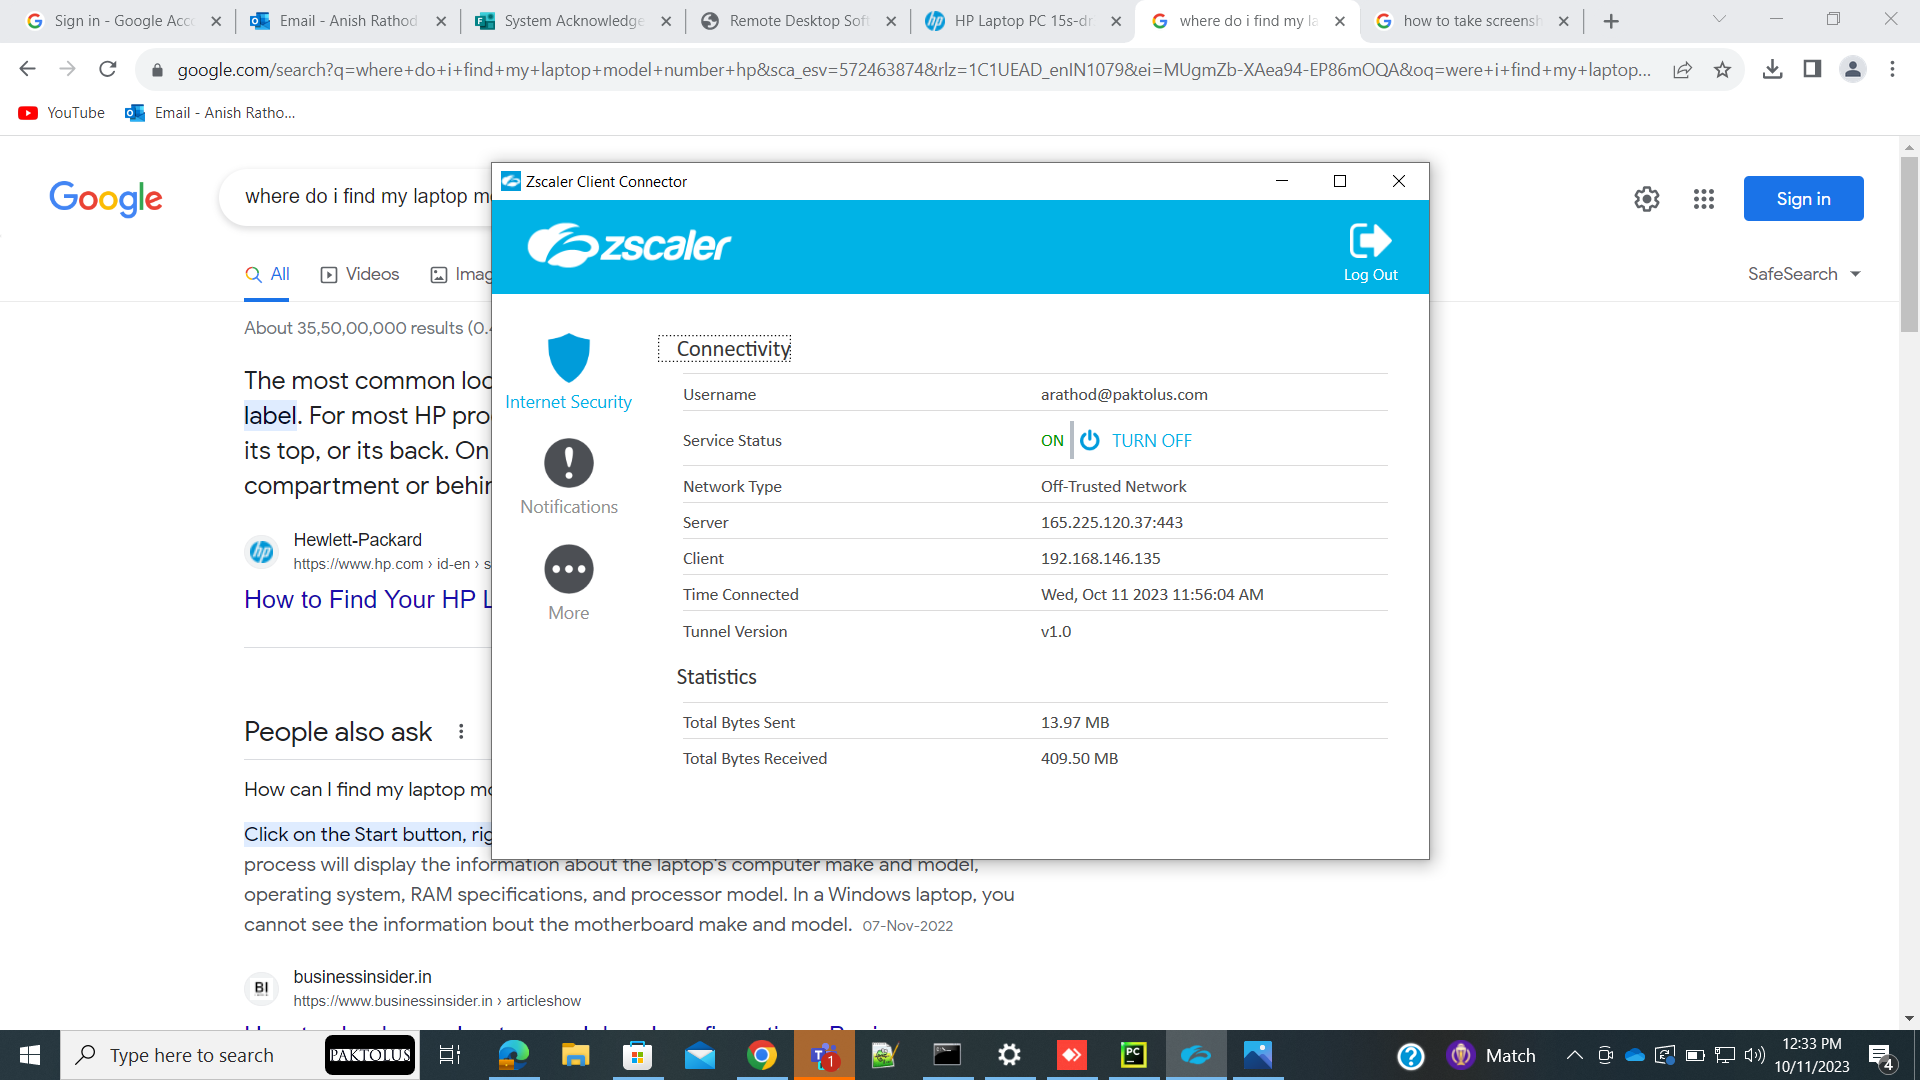 Sign in - Google Acc
Email - Anish Rathod
System Acknowledge
Remote Desktop Soft
HP Laptop PC 15s-dr
where do i find my la
how to take screensh
google.com/search?q=where+do+i+find+my+laptop+model+number+hp&sca_esv=572463874&rlz=1C1UEAD_enIN1079&ei=MUgmZb-XAea94-EP86mOQA&oq=were+i+find+my+laptop...
YouTube
Email - Anish Ratho...
Google
where do i find my laptop m
Sign in
All
Videos
Imag
SafeSearch
About 35,50,00,000 results (0.4
The most common loc
label. For most HP pro
its top, or its back. On
compartment or behin
hp
Hewlett-Packard
https://www.hp.com › id-en › s
How to Find Your HP L
People also ask
How can I find my laptop mo
Click on the Start button, rig
process will display the information about the laptop's computer make and model,
operating system, RAM specifications, and processor model. In a Windows laptop, you
cannot see the information bout the motherboard make and model. 07-Nov-2022
BI
businessinsider.in
https://www.businessinsider.in › articleshow
Zscaler Client Connector
zscaler
Log Out
Internet Security
Notifications
More
Connectivity
Username arathod@paktolus.com
Service Status ON TURN OFF
Network Type Off-Trusted Network
Server 165.225.120.37:443
Client 192.168.146.135
Time Connected Wed, Oct 11 2023 11:56:04 AM
Tunnel Version v1.0
Statistics
Total Bytes Sent 13.97 MB
Total Bytes Received 409.50 MB
Type here to search
PAKTOLUS
1
PC
Match
12:33 PM
10/11/2023
4